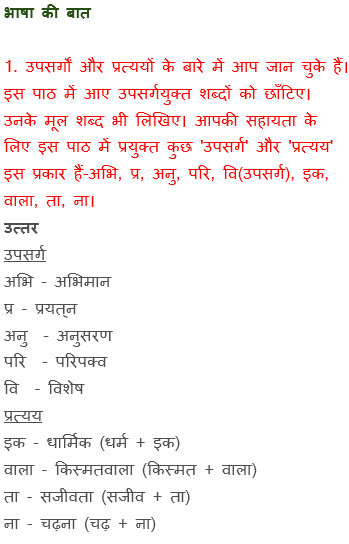 भाषा की बात
1. उपसर्गों और प्रत्ययों के बारे में आप जान चुके हैं।
इस पाठ में आए उपसर्गयुक्त शब्दों को छाँटिए।
उनके मूल शब्द भी लिखिए। आपकी सहायता के
लिए इस पाठ में प्रयुक्त कुछ 'उपसर्ग' और 'प्रत्यय'
इस प्रकार हैं-अभि, प्र, अनु, परि, वि(उपसर्ग), इक,
वाला, ता, ना।
उत्तर
उपसर्ग
अभि - अभिमान
प्र - प्रयत्न
अनु - अनुसरण
परि - परिपक्व
वि - विशेष
प्रत्यय
इक - धार्मिक (धर्म + इक)
वाला - किस्मतवाला (किस्मत + वाला)
ता - सजीवता (सजीव + ता)
ना - चढ़ना (चढ़ + ना)